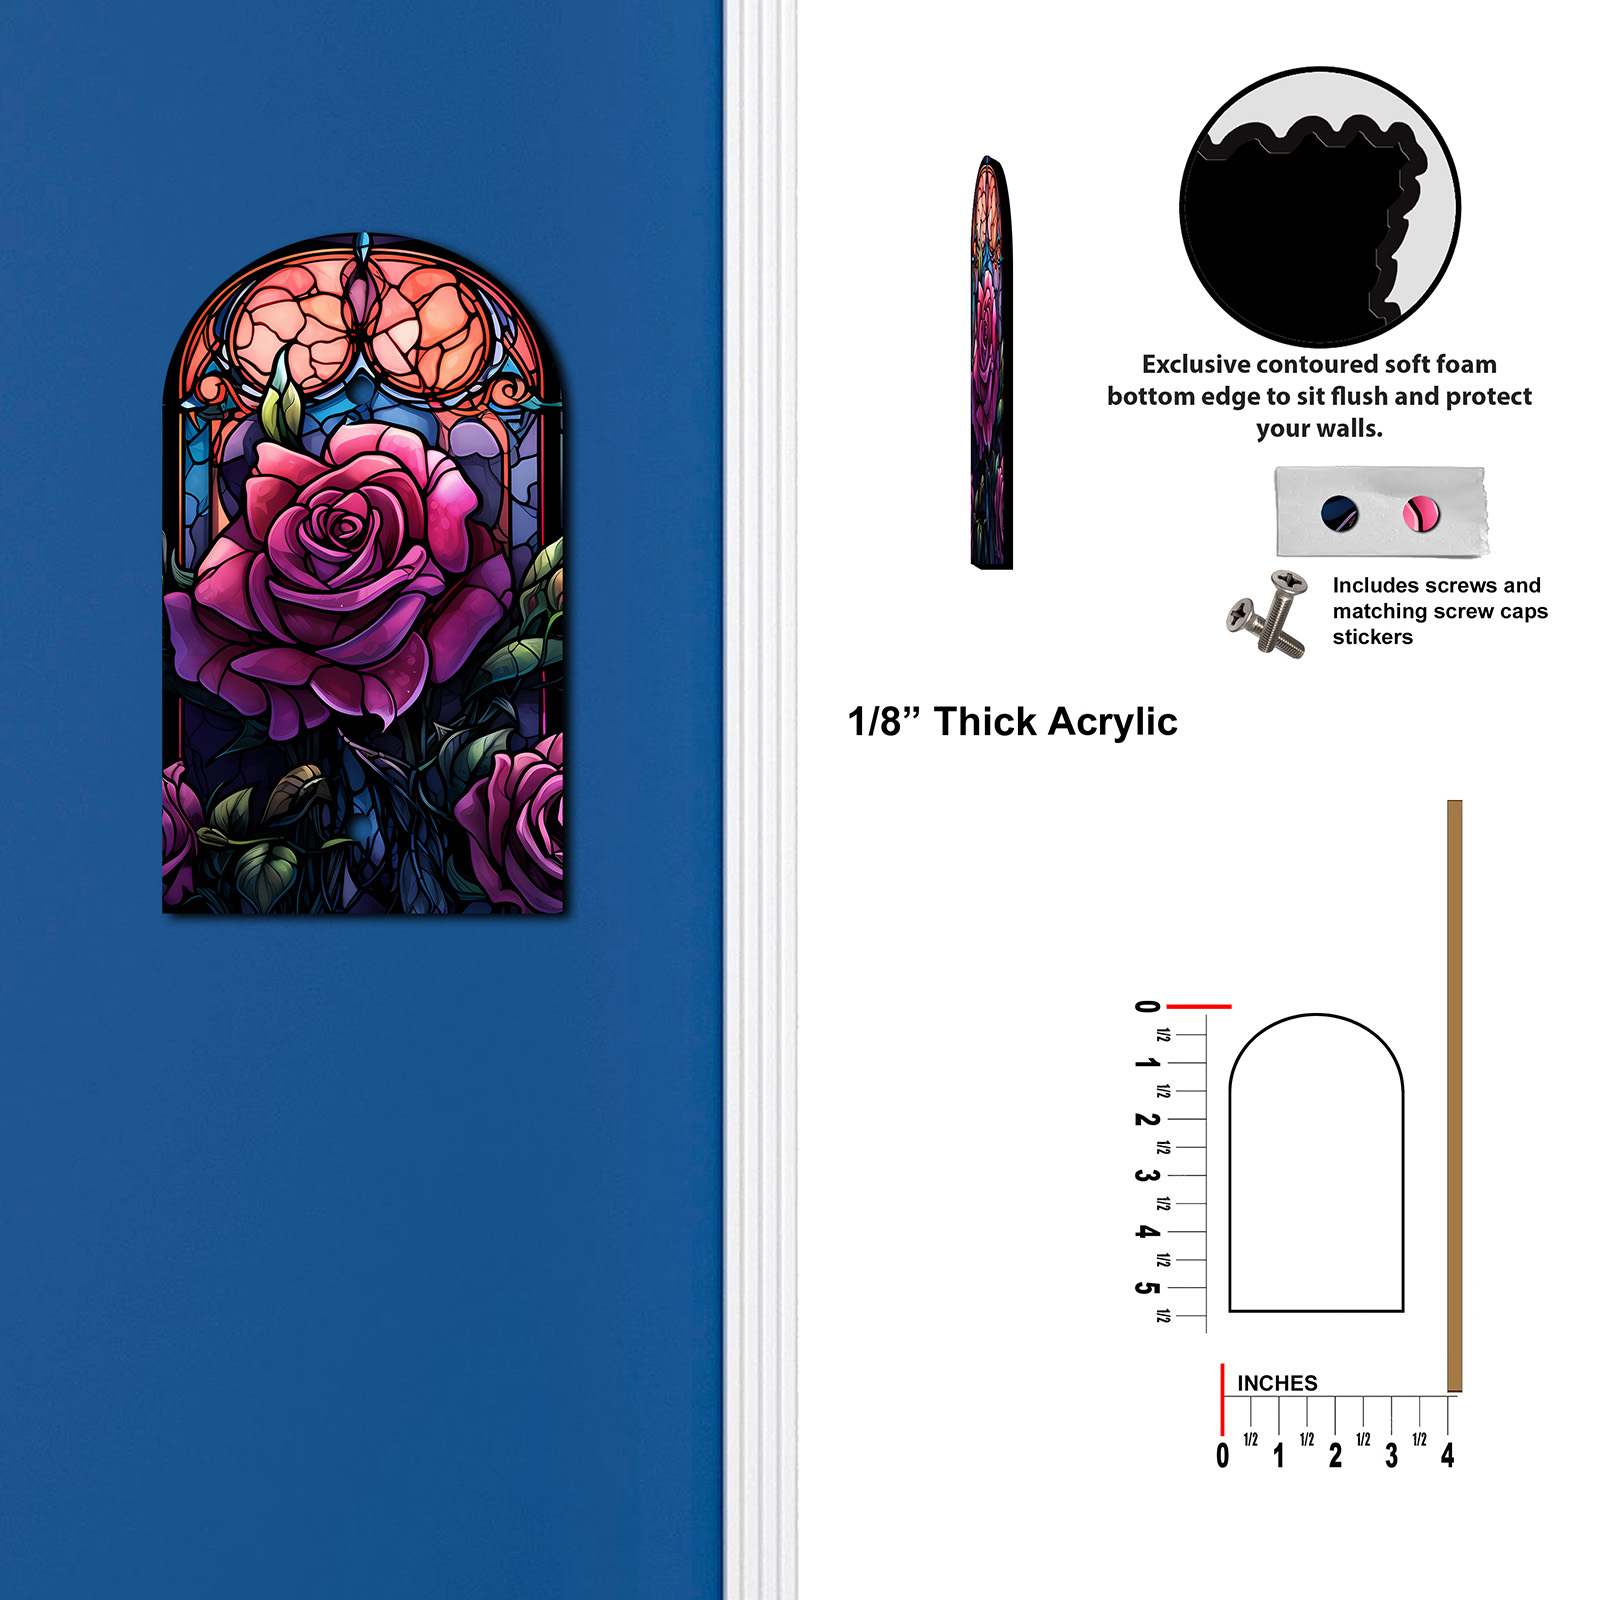 Exclusive contoured soft foam
bottom edge to sit flush and protect
your walls.
Includes screws and
matching screw caps
stickers
1/8” Thick Acrylic
0
1/2
1
1/2
2
1/2
3
1/2
4
1/2
5
1/2
INCHES
0 1/2 1 1/2 2 1/2 3 1/2 4